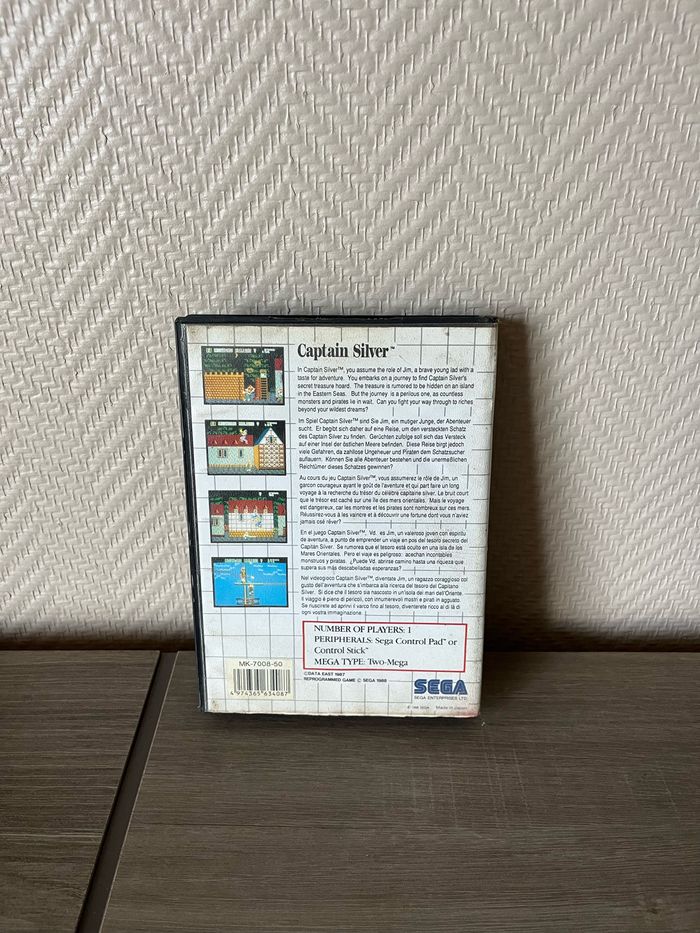 Captain Silver™
In Captain Silver™, you assume the role of Jim, a brave young lad with a
taste for adventure. You embarks on a journey to find Captain Silver's
secret treasure hoard. The treasure is rumored to be hidden on an island
in the Eastern Seas. But the journey is a perilous one, as countless
monsters and pirates lie in wait. Can you fight your way through to riches
beyond your wildest dreams?
Im Spiel Captain Silver™ sind Sie Jim, ein mutiger Junge, der Abenteuer
sucht. Er begibt sich daher auf eine Reise, um den versteckten Schatz
des Captain Silver zu finden. Gerüchten zufolge soll sich das Versteck
auf einer Insel der östlichen Meere befinden. Diese Reise birgt jedoch
viele Gefahren, da zahllose Ungeheuer und Piraten dem Schatzsucher
auflauern. Können Sie alle Abenteuer bestehen und die unermeßlichen
Reichtümer dieses Schatzes gewinnen?
Au cours du jeu Captain Silver™, vous assumerez le rôle de Jim, un
garcon courageux ayant le goût de l'aventure et qui part faire un long
voyage à la recherche du trésor du célèbre capitaine silver. Le bruit court
que le trésor est caché sur une île des mers orientales. Mais le voyage
est dangereux, car les montres et les pirates sont nombreux sur ces mers.
Réussirez-vous à les vaincre et à découvrir une fortune dont vous n'aviez
jamais osé rêver?
En el juego Captain Silver™, Vd. es Jim, un valeroso joven con espíritu
de aventura, a punto de emprender un viaje en pos del tesoro secreto del
Capitán Silver. Se rumorea que el tesoro está oculto en una isla de los
Mares Orientales. Pero el viaje es peligroso: acechan incontables
monstruos y piratas. ¿Puede Vd. abrirse camino hasta una riqueza que
supera sus más descabelladas esperanzas?
Nel videogioco Captain Silver™, diventate Jim, un ragazzo coraggioso col
gusto dell'avventura che s'imbarca alla ricerca del tesoro del Capitano
Silver. Si dice che il tesoro sia nascosto in un'isola dei mari dell'Oriente.
Il viaggio è pieno di pericoli, con innumerevoli mostri e pirati in agguato.
Se riuscirete ad aprirvi il varco fino al tesoro, diventerete ricco al di là di
ogni vostra immaginazione.
NUMBER OF PLAYERS: 1
PERIPHERALS: Sega Control Pad™ or
Control Stick™
MEGA TYPE: Two-Mega
MK-7008-50
4 974365 634087
©DATA EAST 1987
REPROGRAMMED GAME © SEGA 1988
SEGA
SEGA ENTERPRISES LTD.
© 1988 SEGA Made in Japan